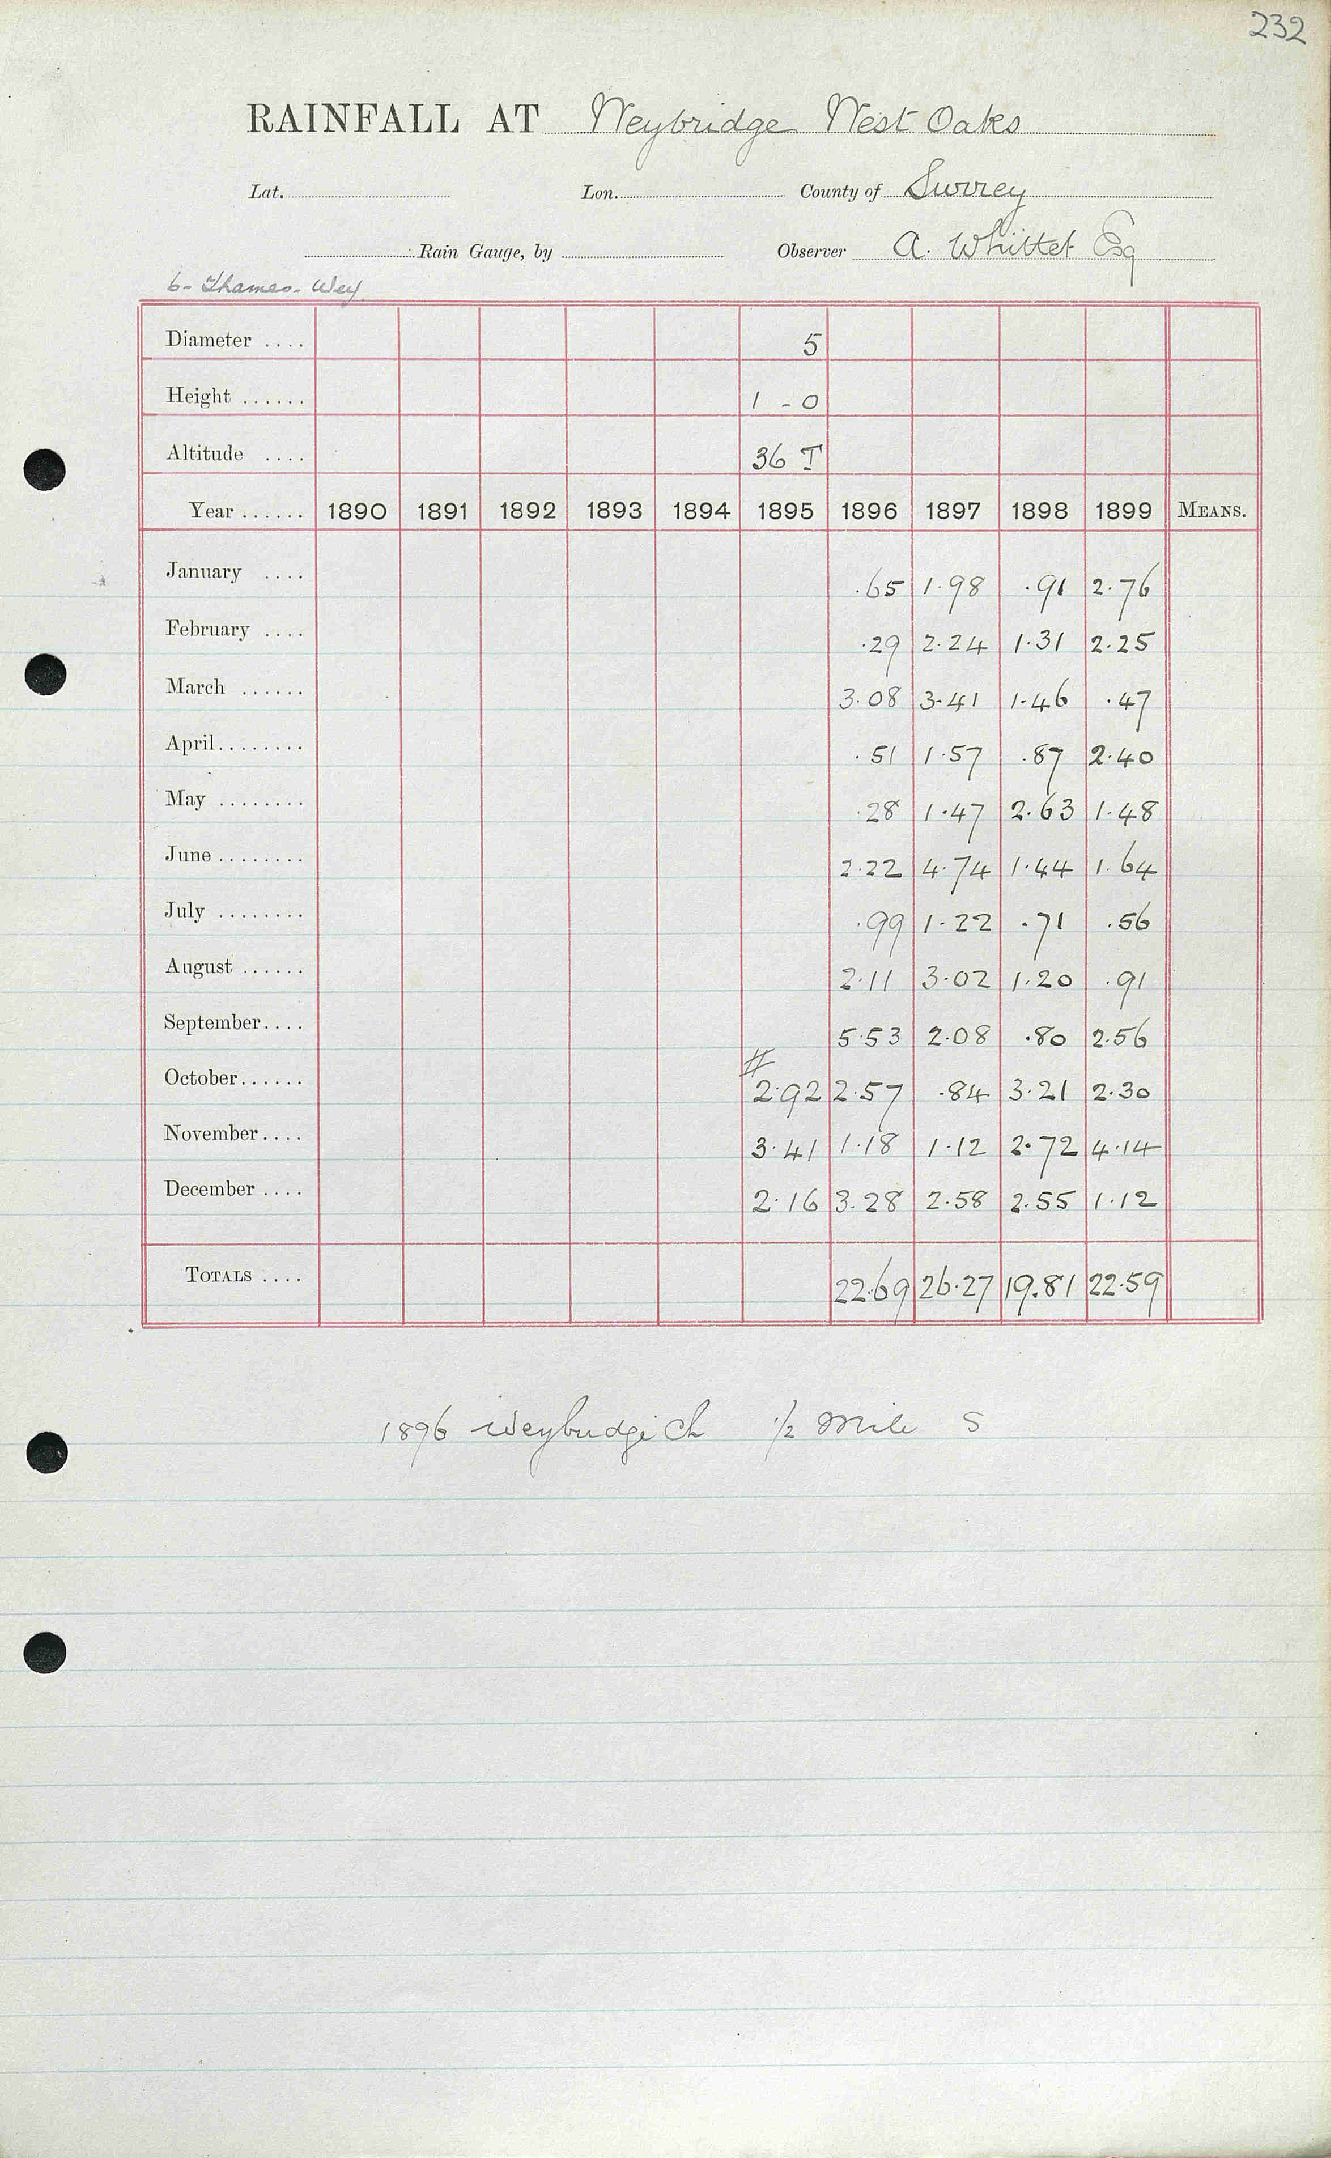 232
RAINFALL AT Weybridge West Oaks
Lat. Lon. County of Surrey
Rain Gauge, by Observer A. Whittet Esq
6- Thames- Wey
Diameter .... 5
Height ...... 1 - 0
Altitude .... 36 T
Year ...... 1890 1891 1892 1893 1894 1895 1896 1897 1898 1899 MEANS.
January .... .65 1.98 .91 2.76
February .... .29 2.24 1.31 2.25
March ...... 3.08 3.41 1.46 .47
April........ .51 1.57 .87 2.40
May ........ .28 1.47 2.63 1.48
June ........ 2.22 4.74 1.44 1.64
July ........ .99 1.22 .71 .56
August ...... 2.11 3.02 1.20 .91
September.... 5.53 2.08 .80 2.56
#
October...... 2.92 2.57 .84 3.21 2.30
November.... 3.41 1.18 1.12 2.72 4.14
December .... 2.16 3.28 2.58 2.55 1.12
TOTALS .... 22.69 26.27 19.81 22.59
1896 Weybridge Ch ½ Mile S